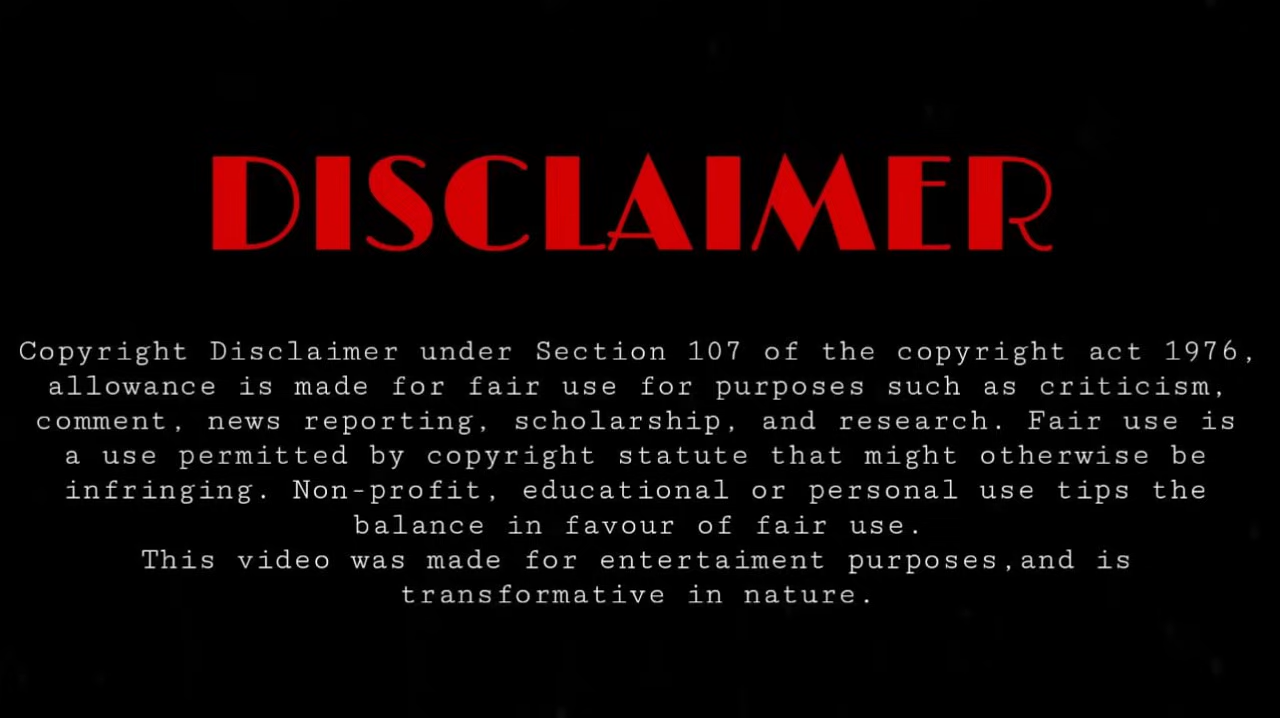 DISCLAIMER
Copyright Disclaimer under Section 107 of the copyright act 1976,
allowance is made for fair use for purposes such as criticism,
comment, news reporting, scholarship, and research. Fair use is
a use permitted by copyright statute that might otherwise be
infringing. Non-profit, educational or personal use tips the
balance in favour of fair use.
This video was made for entertaiment purposes,and is
transformative in nature.